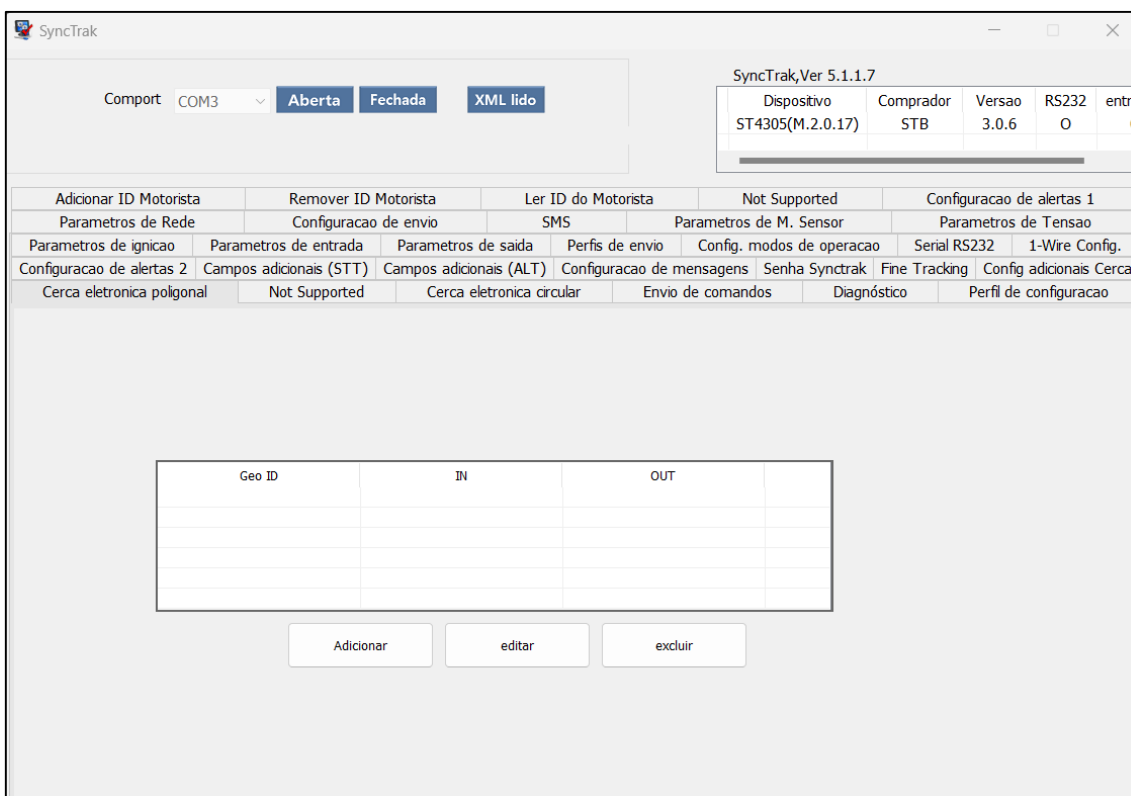 SyncTrak
SyncTrak,Ver 5.1.1.7
Comport COM3 Aberta Fechada XML lido
Dispositivo Comprador Versao RS232 entr
ST4305(M.2.0.17) STB 3.0.6 O
Adicionar ID Motorista Remover ID Motorista Ler ID do Motorista Not Supported Configuracao de alertas 1
Parametros de Rede Configuracao de envio SMS Parametros de M. Sensor Parametros de Tensao
Parametros de ignicao Parametros de entrada Parametros de saida Perfis de envio Config. modos de operacao Serial RS232 1-Wire Config.
Configuracao de alertas 2 Campos adicionais (STT) Campos adicionais (ALT) Configuracao de mensagens Senha Synctrak Fine Tracking Config adicionais Cerca
Cerca eletronica poligonal Not Supported Cerca eletronica circular Envio de comandos Diagnóstico Perfil de configuracao
Geo ID IN OUT
Adicionar editar excluir